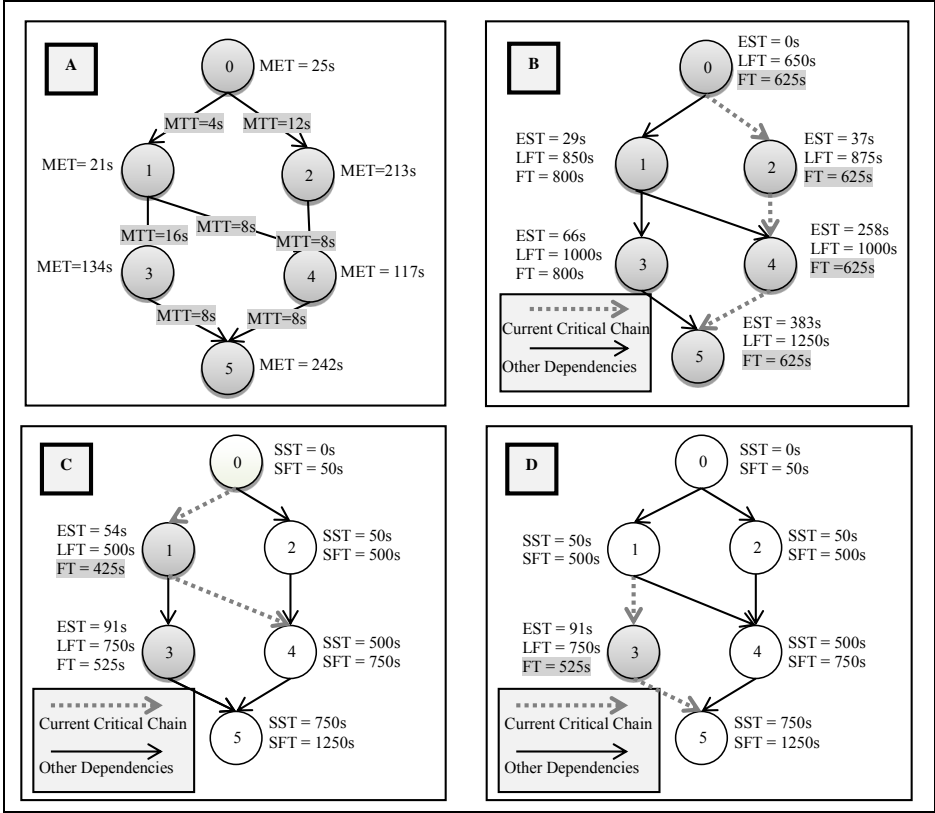 A
0
MET = 25s
MTT=4s
MTT=12s
MET= 21s
1
2
MET=213s
MTT=8s
MTT=16s
MTT=8s
MET=134s
3
4
MET = 117s
MTT=8s
MTT=8s
5
MET = 242s
B
0
EST = 0s
LFT = 650s
FT = 625s
EST = 29s
LFT = 850s
FT = 800s
1
2
EST = 37s
LFT = 875s
FT = 625s
EST = 66s
LFT = 1000s
FT = 800s
3
4
EST = 258s
LFT = 1000s
FT =625s
Current Critical Chain
Other Dependencies
5
EST = 383s
LFT = 1250s
FT = 625s
C
0
SST = 0s
SFT = 50s
EST = 54s
LFT = 500s
FT = 425s
1
2
SST = 50s
SFT = 500s
EST = 91s
LFT = 750s
FT = 525s
3
4
SST = 500s
SFT = 750s
Current Critical Chain
Other Dependencies
5
SST = 750s
SFT = 1250s
D
0
SST = 0s
SFT = 50s
SST = 50s
SFT = 500s
1
2
SST = 50s
SFT = 500s
EST = 91s
LFT = 750s
FT = 525s
3
4
SST = 500s
SFT = 750s
Current Critical Chain
Other Dependencies
5
SST = 750s
SFT = 1250s